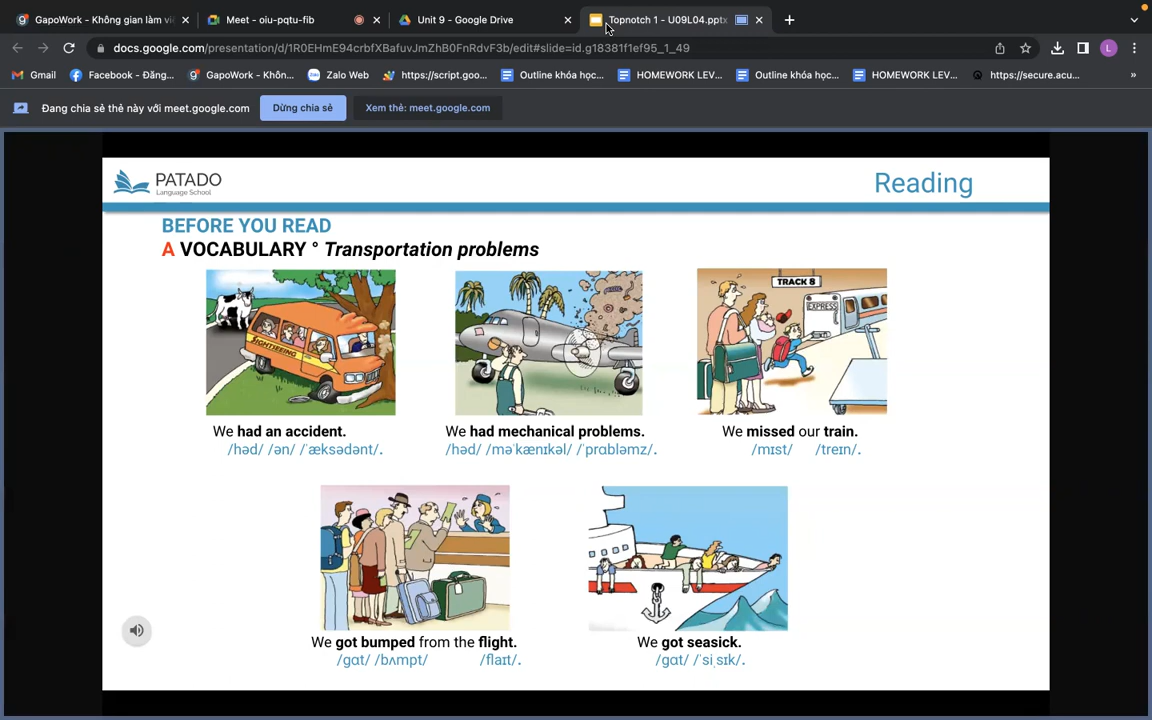 GapoWork - Không gian làm vi
Meet - oiu-pqtu-fib
Unit 9 - Google Drive
Topnotch 1 - U09L04.pptx
docs.google.com/presentation/d/1R0EHmE94crbfXBafuvJmZhB0FnRdvF3b/edit#slide=id.g18381f1ef95_1_49
L
Gmail
Facebook - Đăng...
GapoWork - Khôn...
Zalo Web
https://script.goo...
Outline khóa học...
HOMEWORK LEV...
Outline khóa học...
HOMEWORK LEV...
https://secure.acu...
»
Đang chia sẻ thẻ này với meet.google.com
Dừng chia sẻ
Xem thẻ: meet.google.com
PATADO
Language School
Reading
BEFORE YOU READ
A VOCABULARY ° Transportation problems
SIGHTSEEING
TRACK 8
EXPRESS
We had an accident.
/həd/ /ən/ /ˈæksədənt/.
We had mechanical problems.
/həd/ /məˈkænɪkəl/ /ˈprɑbləmz/.
We missed our train.
/mɪst/ /treɪn/.
We got bumped from the flight.
/gɑt/ /bʌmpt/ /flaɪt/.
We got seasick.
/gɑt/ /ˈsiˌsɪk/.